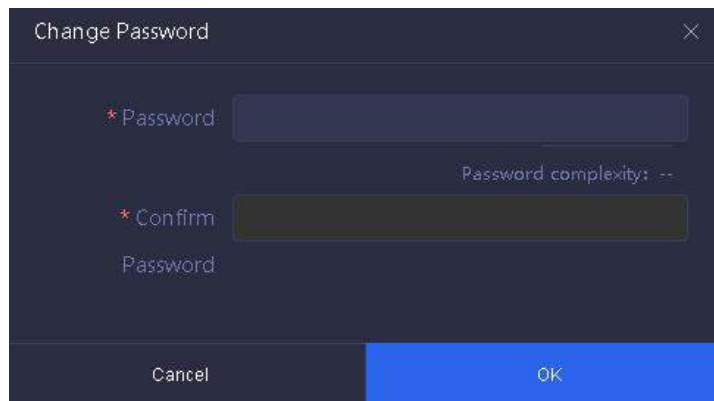 Change Password
* Password
Password complexity: --
* Confirm
Password
Cancel OK